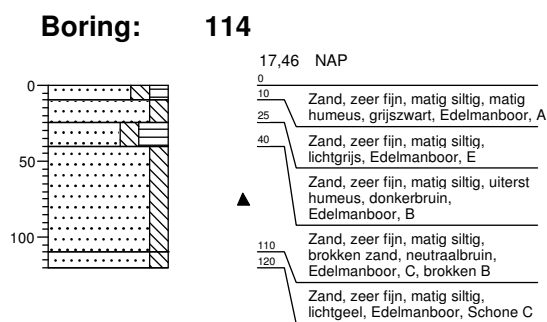 Boring: 114
17,46 NAP
0
0
50
100
10
25
40
110
120
Zand, zeer fijn, matig siltig, matig
humeus, grijszwart, Edelmanboor, A
Zand, zeer fijn, matig siltig,
lichtgrijs, Edelmanboor, E
Zand, zeer fijn, matig siltig, uiterst
humeus, donkerbruin,
Edelmanboor, B
Zand, zeer fijn, matig siltig,
brokken zand, neutraalbruin,
Edelmanboor, C, brokken B
Zand, zeer fijn, matig siltig,
lichtgeel, Edelmanboor, Schone C